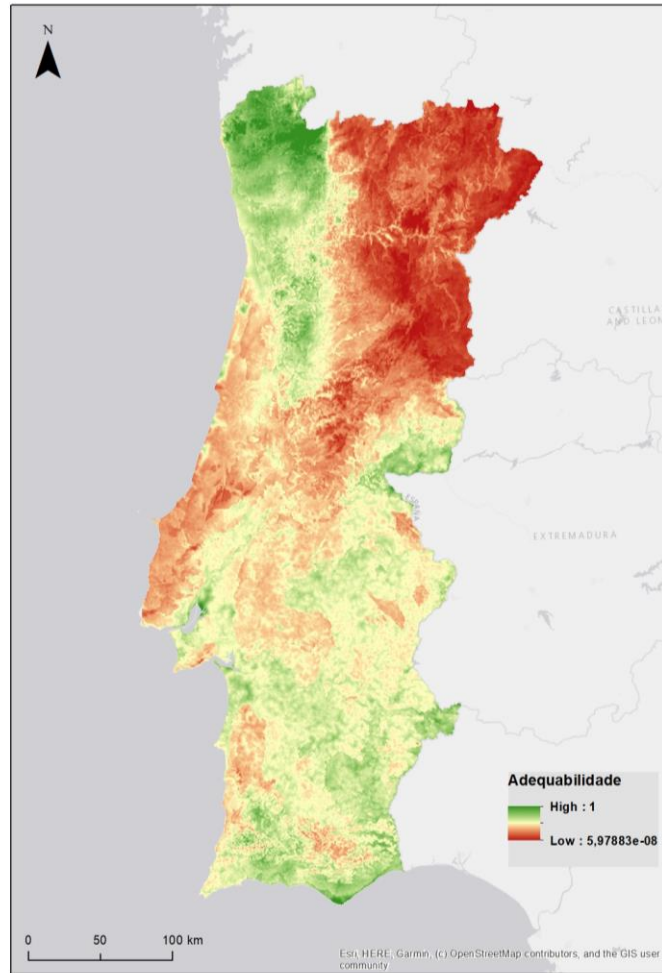 N
CASTILLA
AND LEON
ESPAÑA
EXTREMADURA
Adequabilidade
High : 1
Low : 5,97883e-08
0 50 100 km
Esri, HERE, Garmin, (c) OpenStreetMap contributors, and the GIS user
community